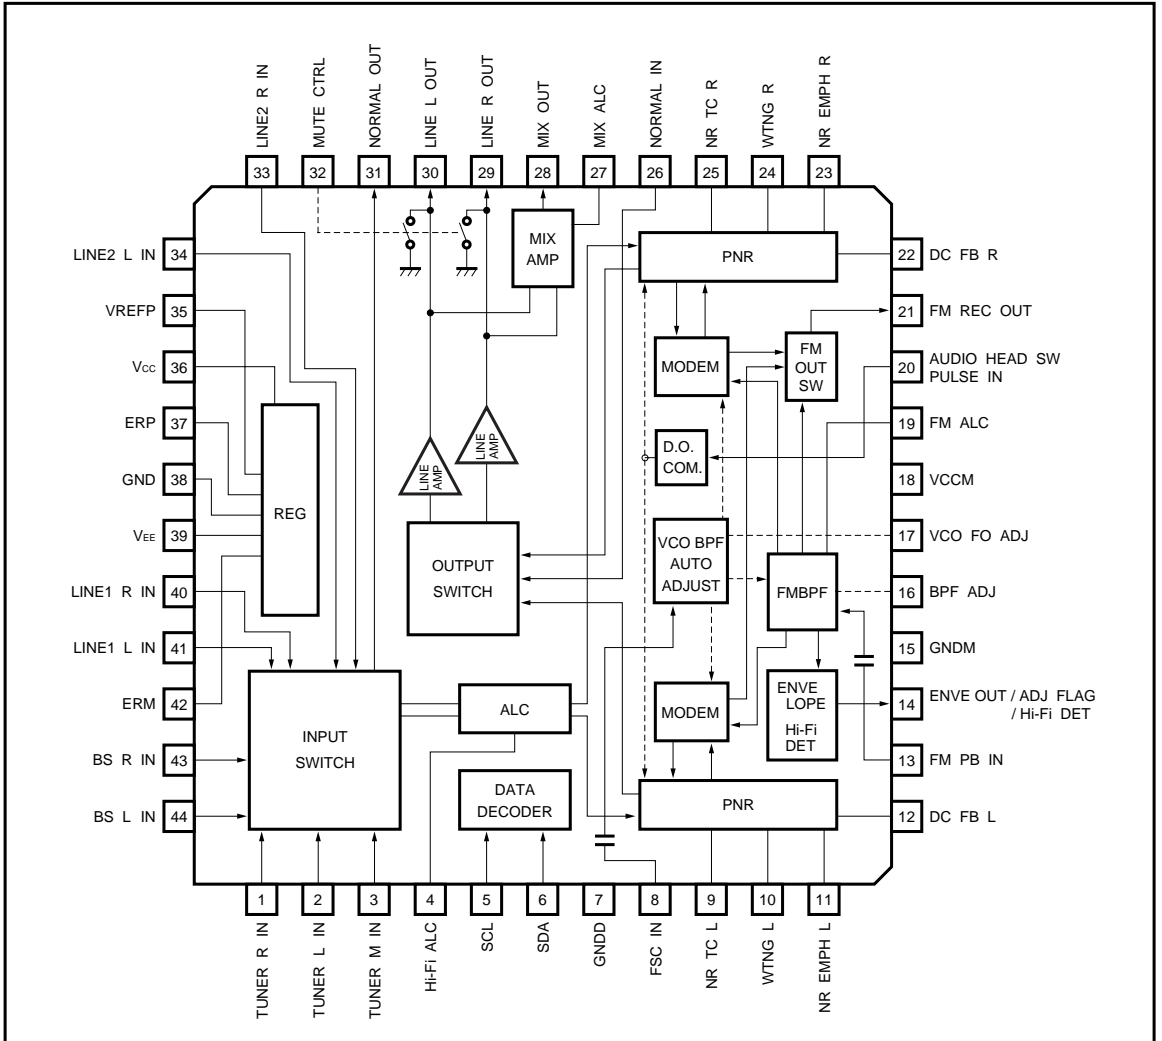 LINE2 R IN
MUTE CTRL
NORMAL OUT
LINE L OUT
LINE R OUT
MIX OUT
MIX ALC
NORMAL IN
NR TC R
WTNG R
NR EMPH R
33
32
31
30
29
28
27
26
25
24
23
LINE2 L IN
34
VREFP
35
VCC
36
ERP
37
GND
38
VEE
39
LINE1 R IN
40
LINE1 L IN
41
ERM
42
BS R IN
43
BS L IN
44
22
DC FB R
21
FM REC OUT
20
AUDIO HEAD SW
PULSE IN
19
FM ALC
18
VCCM
17
VCO FO ADJ
16
BPF ADJ
15
GNDM
14
ENVE OUT / ADJ FLAG
/ Hi-Fi DET
13
FM PB IN
12
DC FB L
MIX
AMP
PNR
MODEM
FM
OUT
SW
LINE
AMP
LINE
AMP
D.O.
COM.
REG
OUTPUT
SWITCH
VCO BPF
AUTO
ADJUST
FMBPF
INPUT
SWITCH
ALC
MODEM
ENVE
LOPE
Hi-Fi
DET
DATA
DECODER
PNR
1
2
3
4
5
6
7
8
9
10
11
TUNER R IN
TUNER L IN
TUNER M IN
Hi-Fi ALC
SCL
SDA
GNDD
FSC IN
NR TC L
WTNG L
NR EMPH L